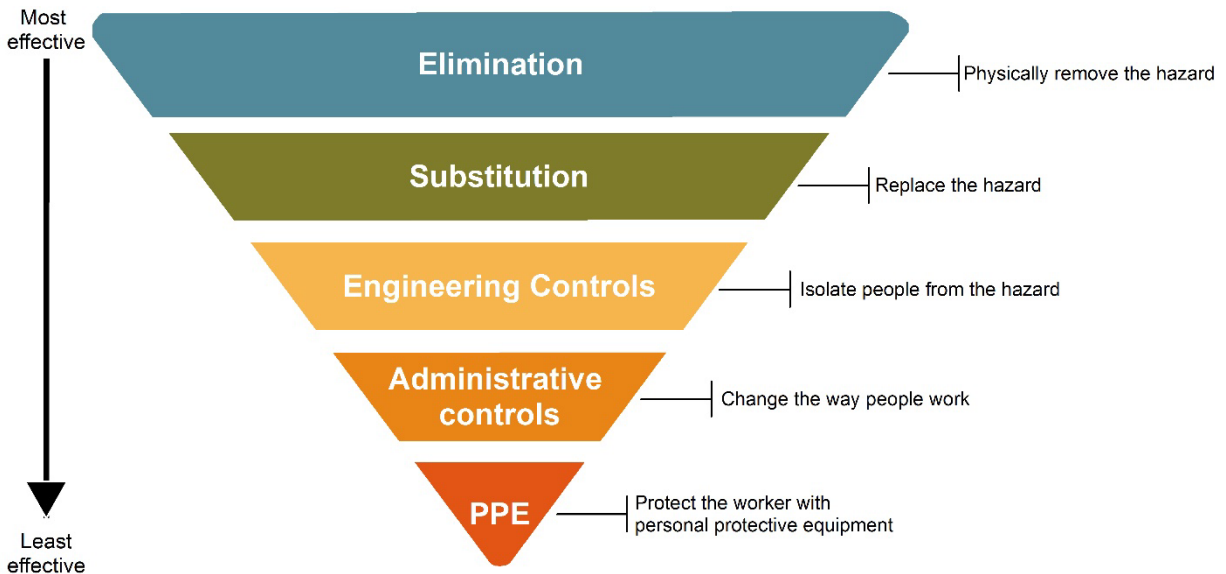 Most
effective
Elimination
Physically remove the hazard
Substitution
Replace the hazard
Engineering Controls
Isolate people from the hazard
Administrative
controls
Change the way people work
PPE
Protect the worker with
personal protective equipment
Least
effective